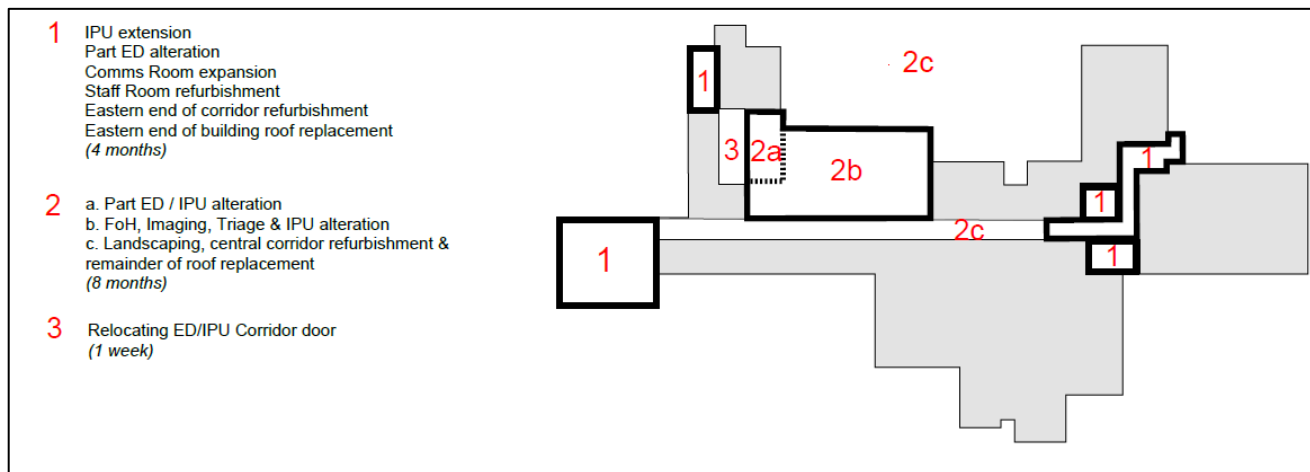 1 IPU extension
Part ED alteration
Comms Room expansion
Staff Room refurbishment
Eastern end of corridor refurbishment
Eastern end of building roof replacement
(4 months)
2 a. Part ED / IPU alteration
b. FoH, Imaging, Triage & IPU alteration
c. Landscaping, central corridor refurbishment &
remainder of roof replacement
(8 months)
3 Relocating ED/IPU Corridor door
(1 week)
2c
1
3
2a
2b
1
1
2c
1
1